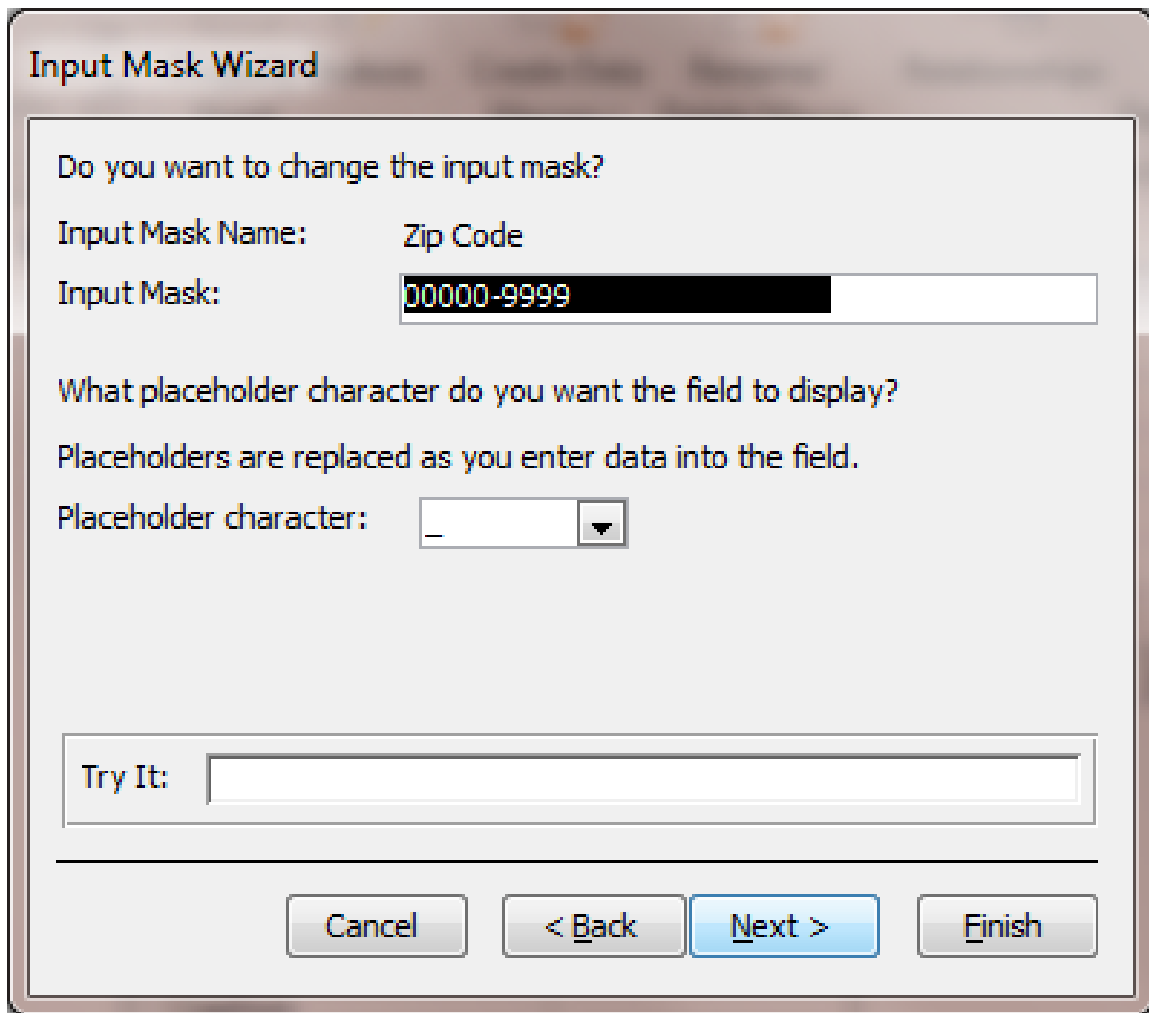 Input Mask Wizard
Do you want to change the input mask?
Input Mask Name: Zip Code
Input Mask: 00000-9999
What placeholder character do you want the field to display?
Placeholders are replaced as you enter data into the field.
Placeholder character: _
Try It:
Cancel < Back Next > Finish